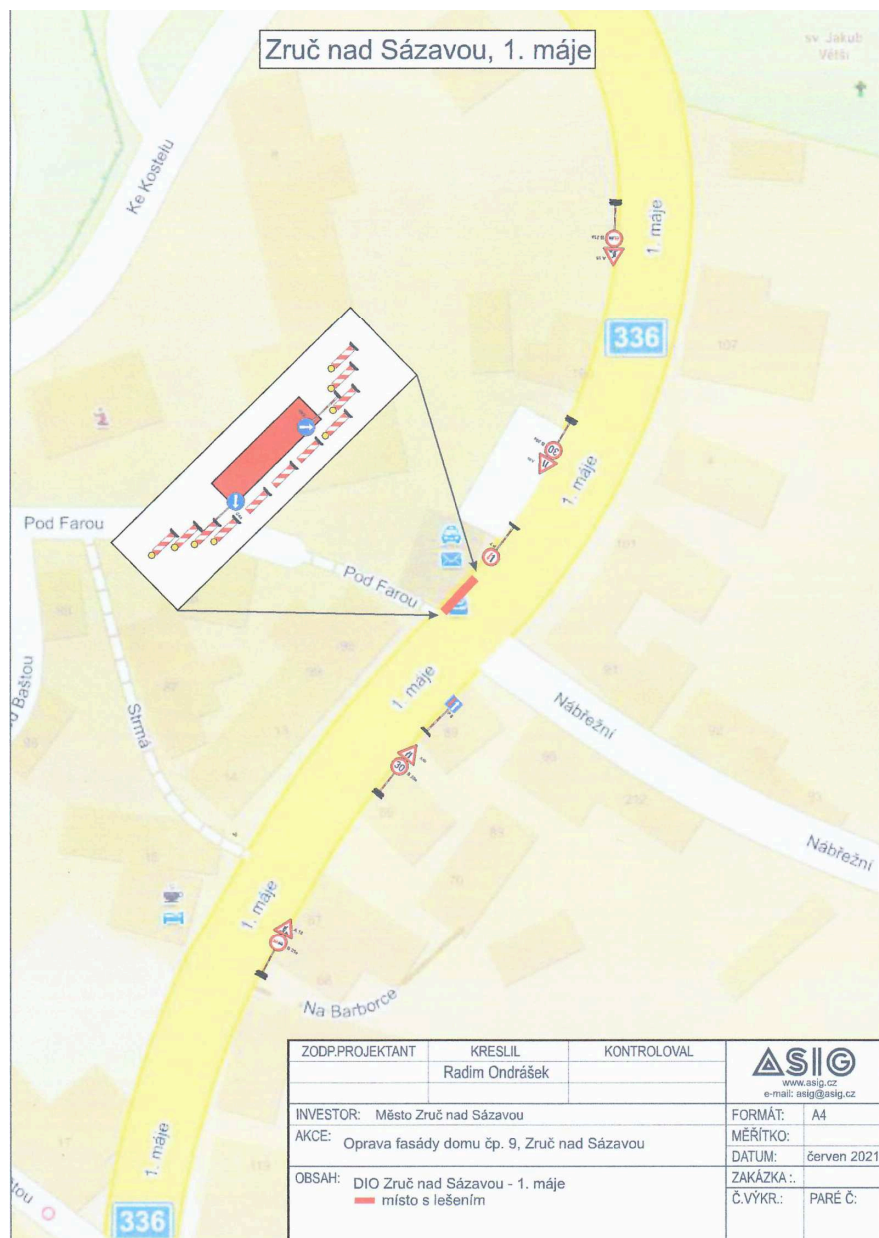 Zruč nad Sázavou, 1. máje
sv. Jakub
Větší
Ke Kostelu
1. máje
336
107
30
1. máje
Pod Farou
Pod Farou
1. máje
Strmá
Baštou
Nábřežní
30
Nábřežní
1. máje
Na Barborce
1. máje
336
ZODP.PROJEKTANT KRESLIL KONTROLOVAL
Radim Ondrášek
ASIG
www.asig.cz
e-mail: asig@asig.cz
INVESTOR: Město Zruč nad Sázavou
FORMÁT: A4
AKCE: Oprava fasády domu čp. 9, Zruč nad Sázavou
MĚŘÍTKO:
DATUM: červen 2021
OBSAH: DIO Zruč nad Sázavou - 1. máje
místo s lešením
ZAKÁZKA :.
Č.VÝKR.: PARÉ Č: